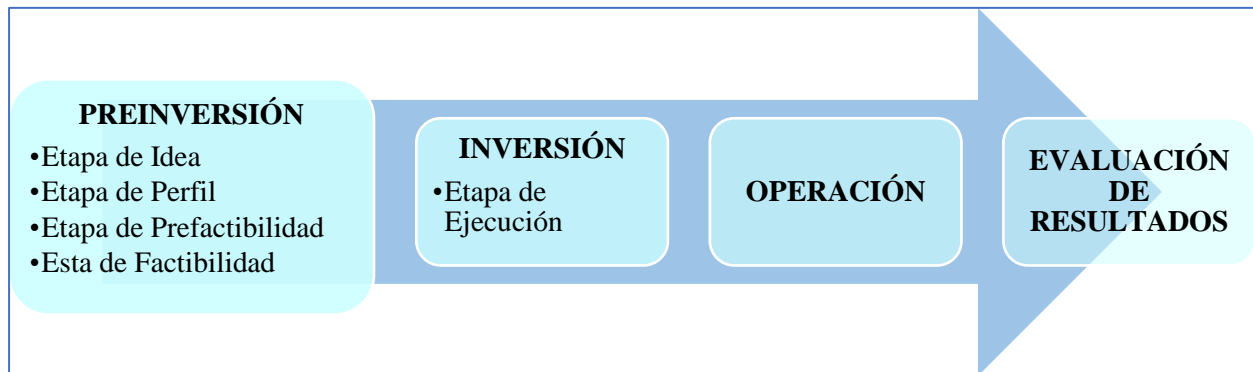 PREINVERSIÓN
•Etapa de Idea
•Etapa de Perfil
•Etapa de Prefactibilidad
•Esta de Factibilidad
INVERSIÓN
•Etapa de
Ejecución
OPERACIÓN
EVALUACIÓN
DE
RESULTADOS